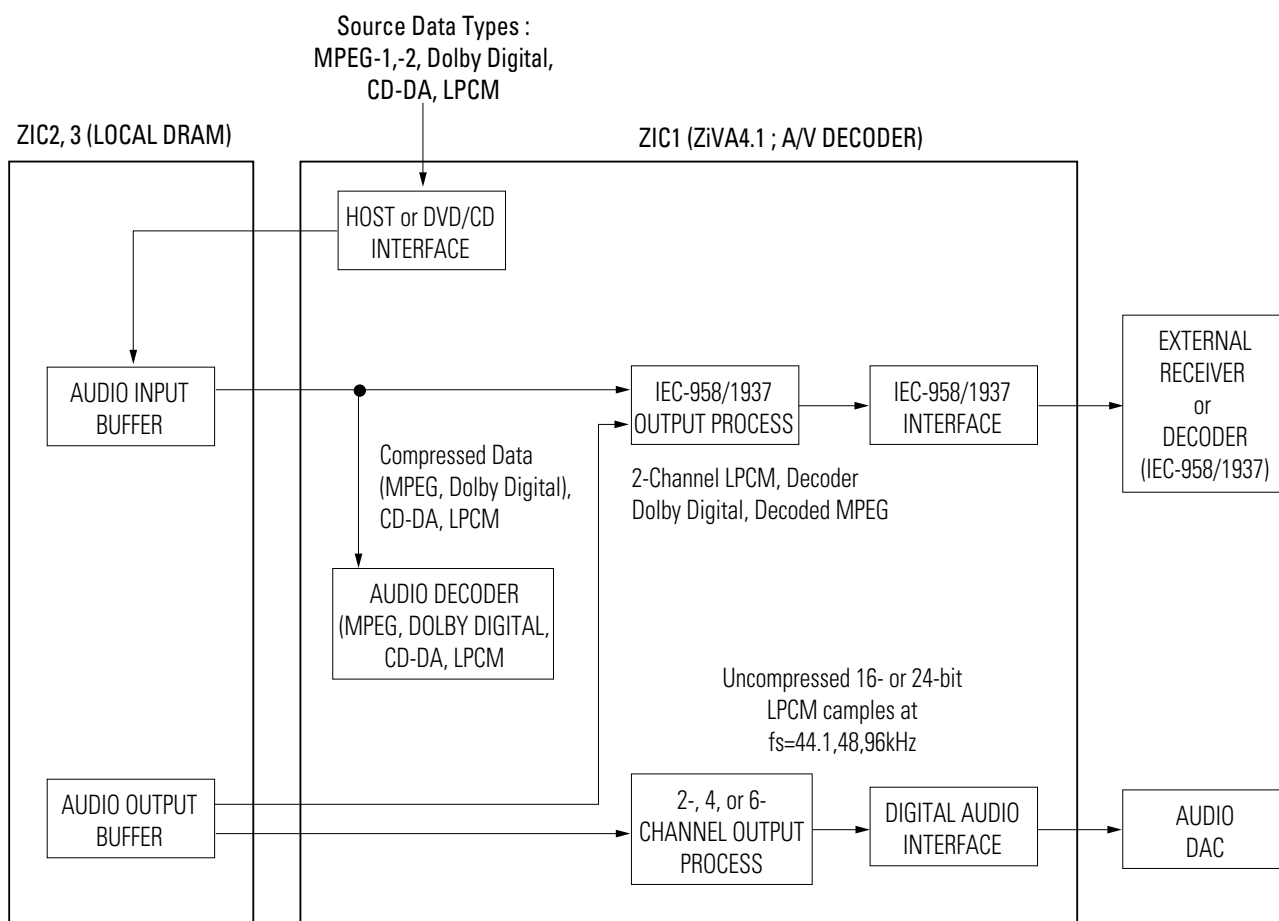 Source Data Types :
MPEG-1,-2, Dolby Digital,
CD-DA, LPCM
ZIC2, 3 (LOCAL DRAM)
ZIC1 (ZiVA4.1 ; A/V DECODER)
HOST or DVD/CD
INTERFACE
AUDIO INPUT
BUFFER
IEC-958/1937
OUTPUT PROCESS
IEC-958/1937
INTERFACE
EXTERNAL
RECEIVER
or
DECODER
(IEC-958/1937)
Compressed Data
(MPEG, Dolby Digital),
CD-DA, LPCM
2-Channel LPCM, Decoder
Dolby Digital, Decoded MPEG
AUDIO DECODER
(MPEG, DOLBY DIGITAL,
CD-DA, LPCM
Uncompressed 16- or 24-bit
LPCM camples at
fs=44.1,48,96kHz
AUDIO OUTPUT
BUFFER
2-, 4, or 6-
CHANNEL OUTPUT
PROCESS
DIGITAL AUDIO
INTERFACE
AUDIO
DAC